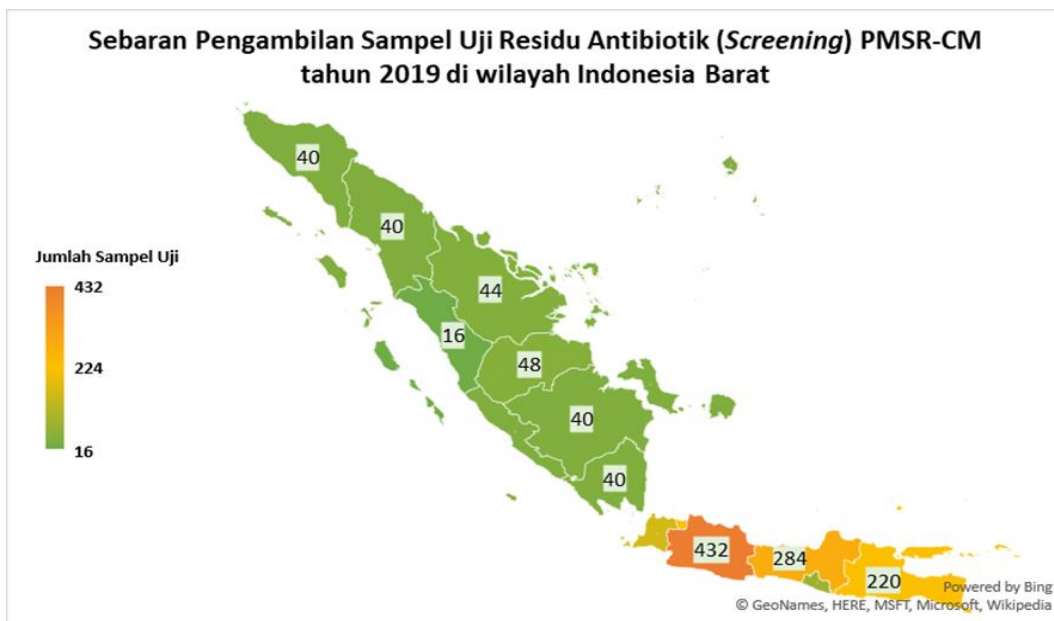 Sebaran Pengambilan Sampel Uji Residu Antibiotik (Screening) PMSR-CM
tahun 2019 di wilayah Indonesia Barat
40
40
Jumlah Sampel Uji
432
44
16
224
48
40
16
40
432
284
220
Powered by Bing
© GeoNames, HERE, MSFT, Microsoft, Wikipedia